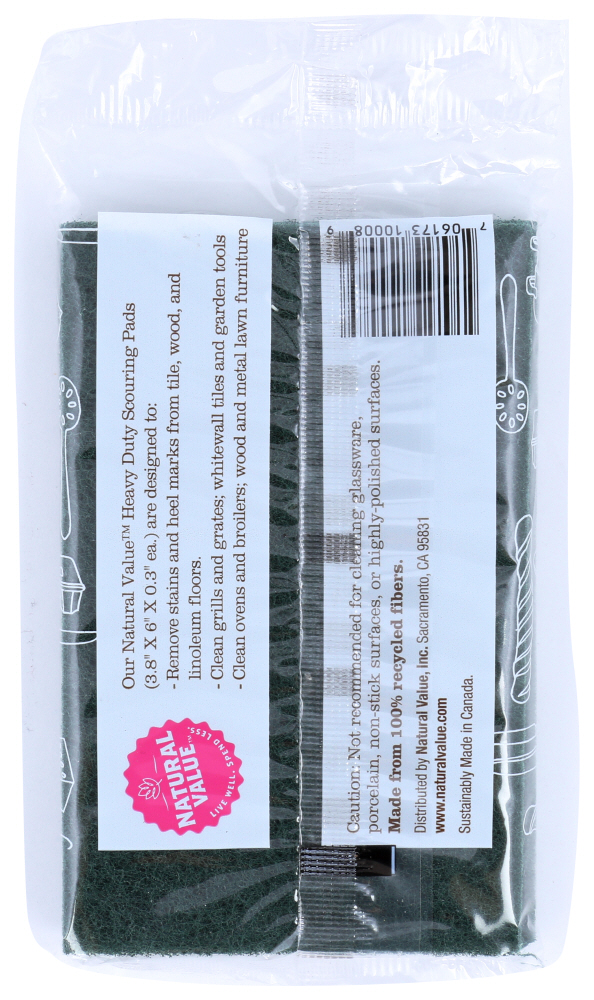 Our Natural Value™ Heavy Duty Scouring Pads
(3.8" X 6" X 0.3" ea.) are designed to:
- Remove stains and heel marks from tile, wood, and
linoleum floors.
- Clean grills and grates; whitewall tiles and garden tools
- Clean ovens and broilers; wood and metal lawn furniture
NATURAL
VALUE™
LIVE WELL. SPEND LESS.
Caution: Not recommended for cleaning glassware,
porcelain, non-stick surfaces, or highly-polished surfaces.
Made from 100% recycled fibers.
Distributed by Natural Value, Inc. Sacramento, CA 95831
www.naturalvalue.com
Sustainably Made in Canada.
7 06173 10008 9